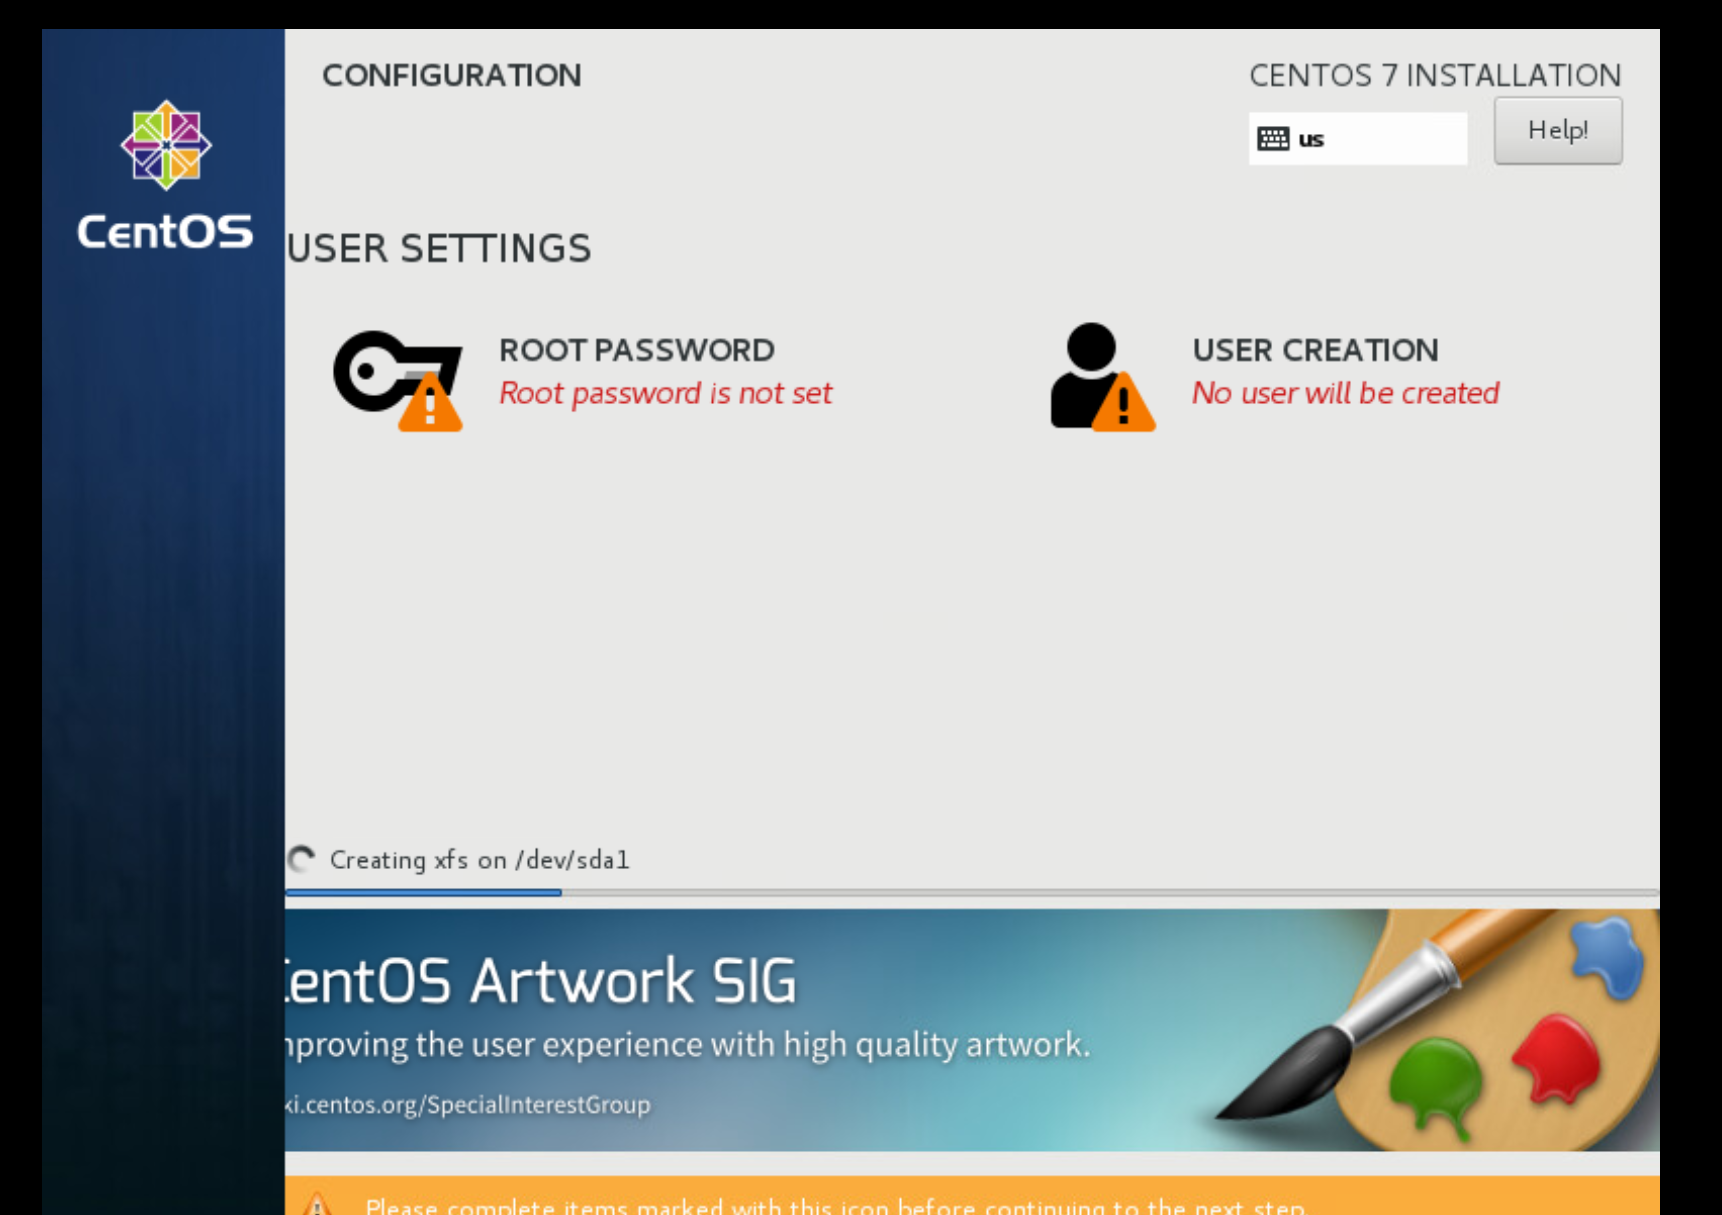 CONFIGURATION
CENTOS 7 INSTALLATION
us
Help!
CentOS
USER SETTINGS
ROOT PASSWORD
Root password is not set
USER CREATION
No user will be created
Creating xfs on /dev/sda1
entOS Artwork SIG
nproving the user experience with high quality artwork.
ki.centos.org/SpecialInterestGroup
Please complete items marked with this icon before continuing to the next step.